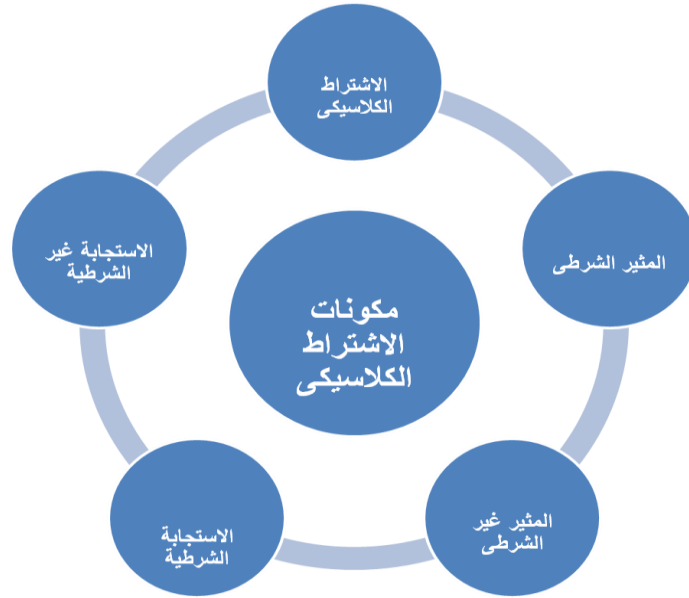 الاشتراط
الكلاسيكى
المثير الشرطى
المثير غير
الشرطى
الاستجابة
الشرطية
الاستجابة غير
الشرطية
مكونات
الاشتراط
الكلاسيكى